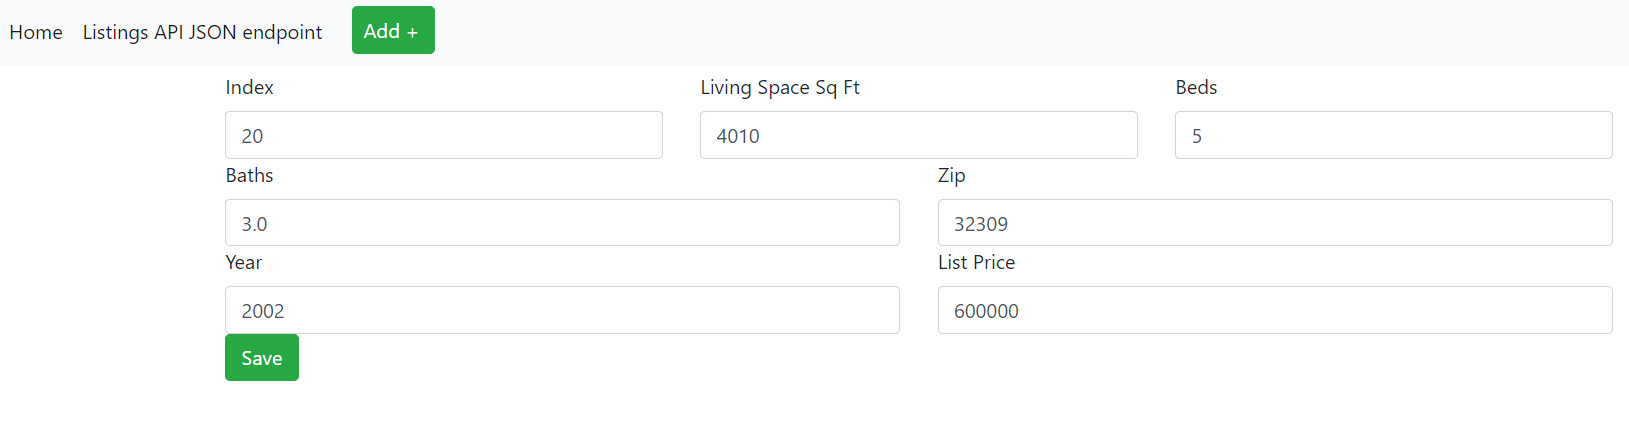 Home Listings API JSON endpoint Add +
Index Living Space Sq Ft Beds
20 4010 5
Baths Zip
3.0 32309
Year List Price
2002 600000
Save